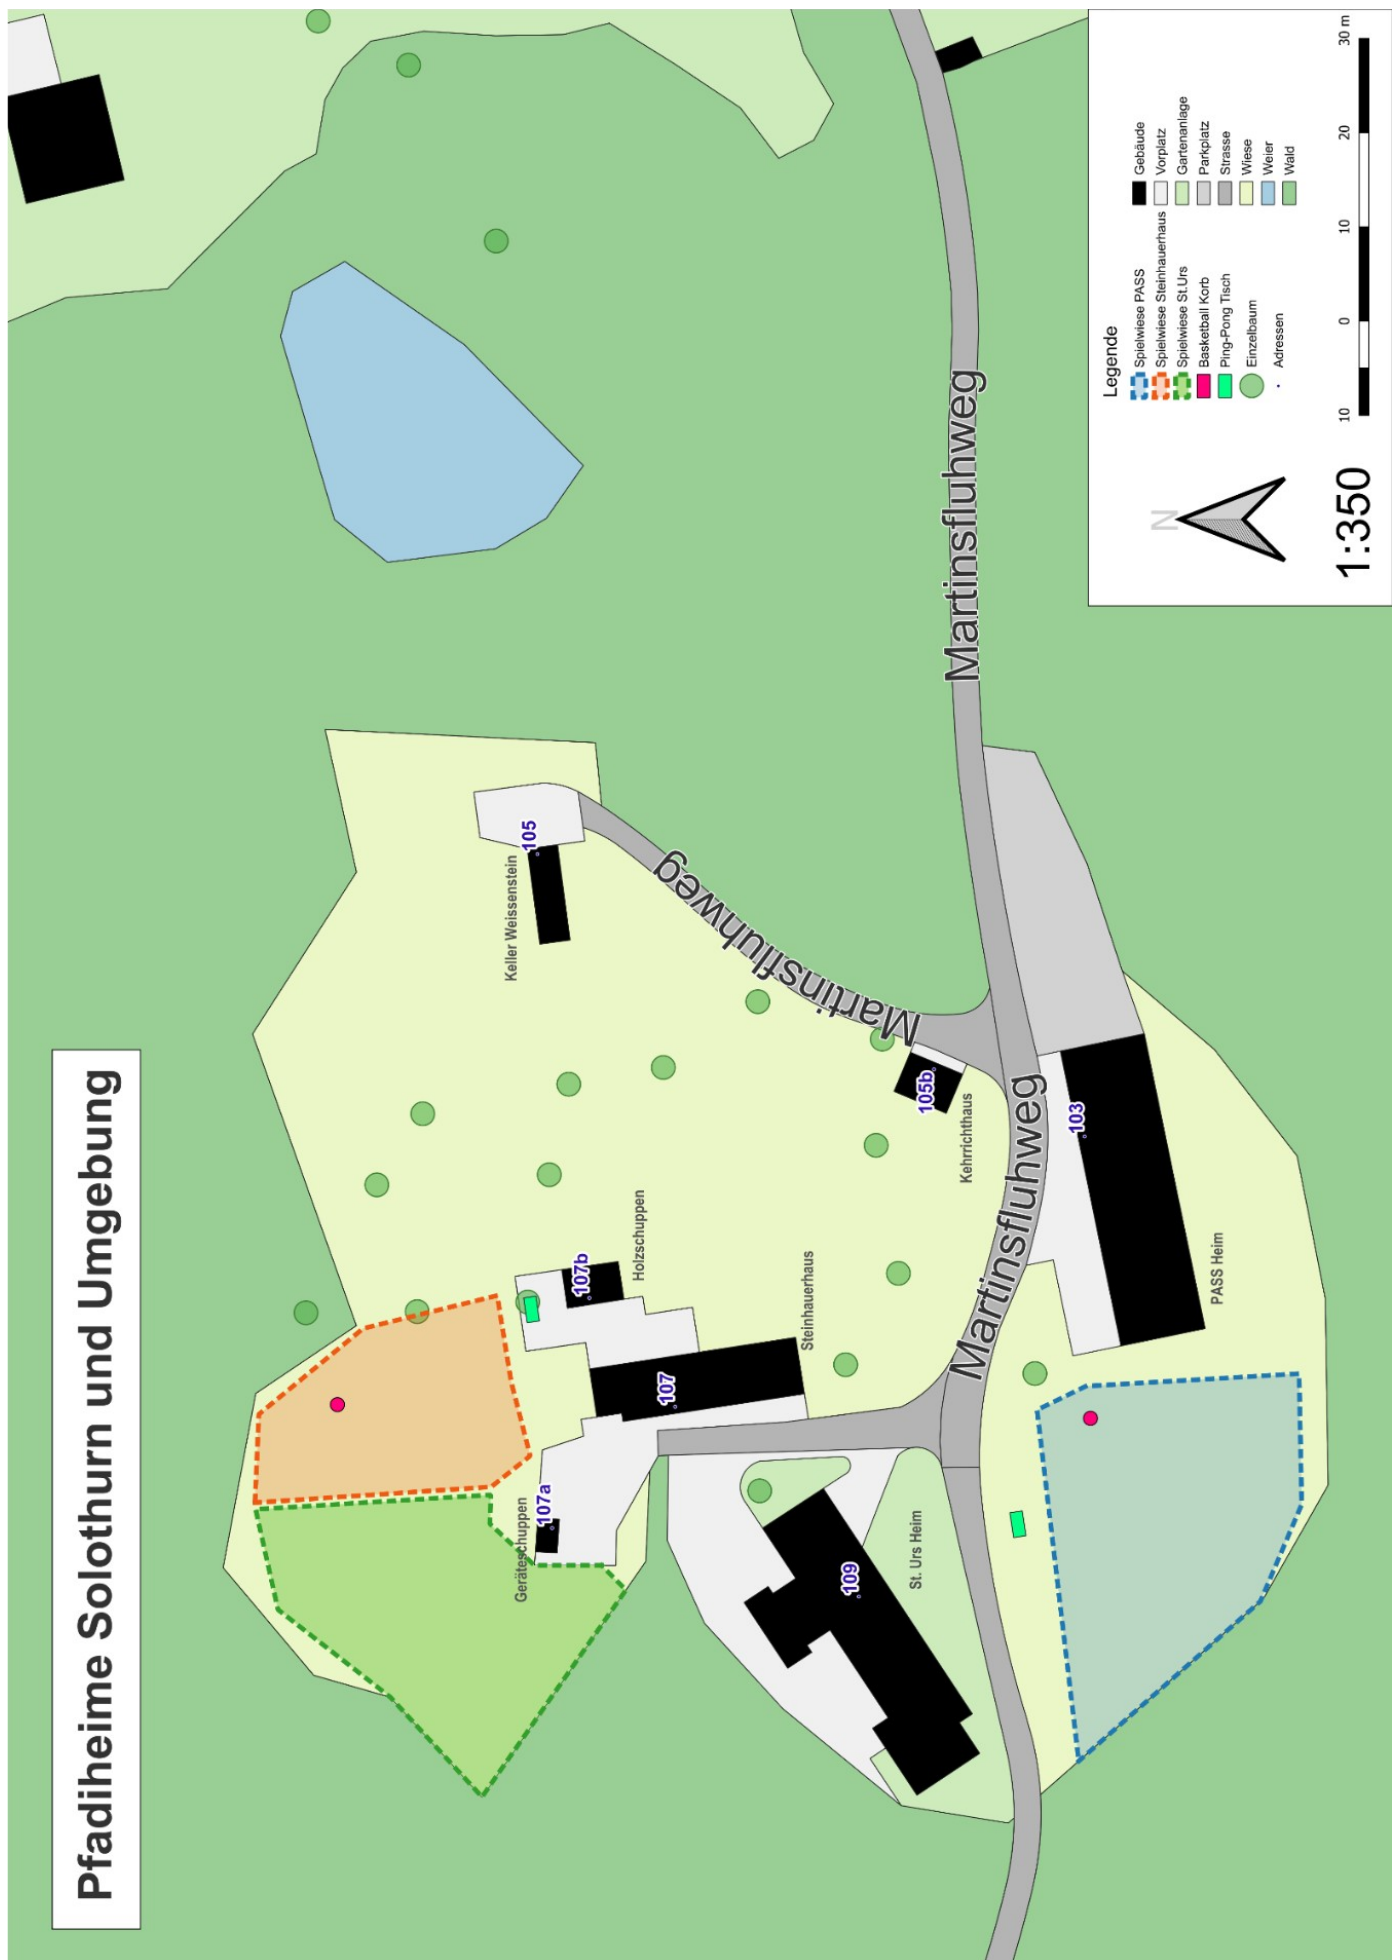 Pfadiheime Solothurn und Umgebung
Keller Weissenstein
105
Geräteschuppen
107a
107b
Holzschuppen
107
Steinhauerhaus
109
St. Urs Heim
105b
Kehrrichthaus
103
PASS Heim
Martinsfluhweg
Martinsfluhweg
Martinsfluhweg
Legende
Spielwiese PASS
Spielwiese Steinhauerhaus
Spielwiese St.Urs
Basketball Korb
Ping-Pong Tisch
Einzelbaum
Adressen
Gebäude
Vorplatz
Gartenanlage
Parkplatz
Strasse
Wiese
Weier
Wald
N
1:350
10 0 10 20 30 m